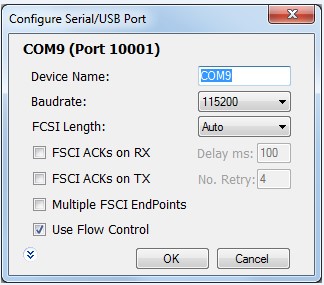 Configure Serial/USB Port
COM9 (Port 10001)
Device Name: COM9
Baudrate: 115200
FCSI Length: Auto
FSCI ACKs on RX Delay ms: 100
FSCI ACKs on TX No. Retry: 4
Multiple FSCI EndPoints
Use Flow Control
OK Cancel